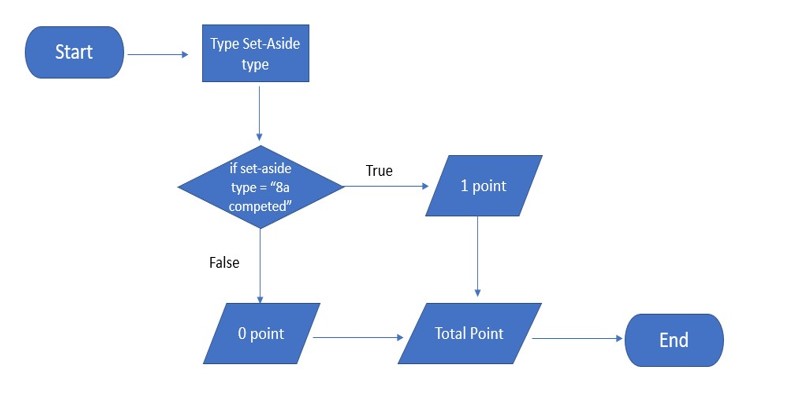 Start
Type Set-Aside
type
if set-aside
type = “8a
competed”
True
1 point
False
0 point
Total Point
End